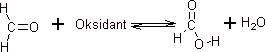 H C=O H + Oksidant ⇌ H C=O O-H + H₂O